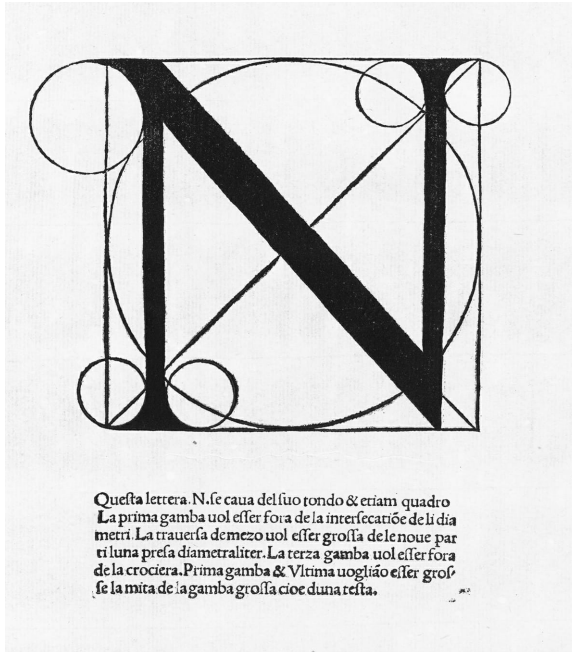 N
Queſta lettera.N.ſe caua del ſuo tondo & etiam quadro
La prima gamba uol eſſer fora de la interſecatiõe de li dia
metri. La trauerſa de mezo uol eſſer groſſa de le noue par
ti luna preſa diametraliter. La terza gamba uol eſſer fora
de la crociera. Prima gamba & Vltima uogliāo eſſer groſ-
ſe la mita de la gamba groſſa cioe duna teſta.